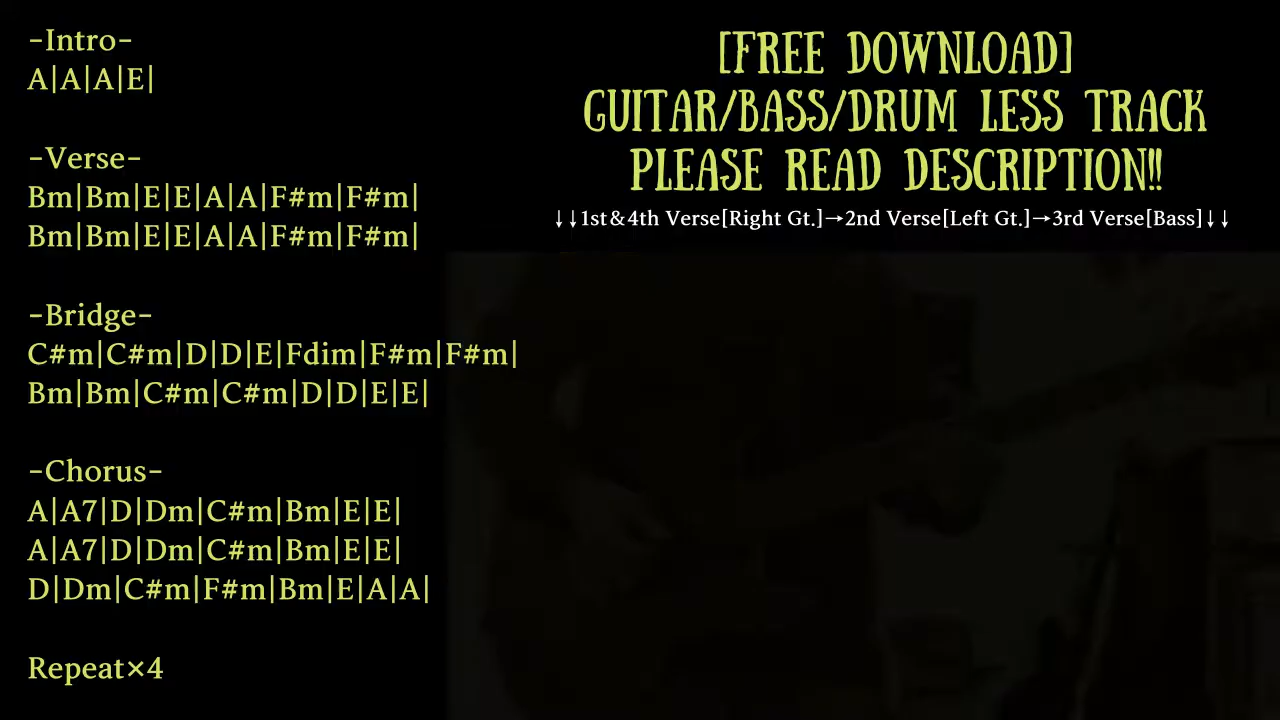 -Intro-
A|A|A|E|
-Verse-
Bm|Bm|E|E|A|A|F#m|F#m|
Bm|Bm|E|E|A|A|F#m|F#m|
-Bridge-
C#m|C#m|D|D|E|Fdim|F#m|F#m|
Bm|Bm|C#m|C#m|D|D|E|E|
-Chorus-
A|A7|D|Dm|C#m|Bm|E|E|
A|A7|D|Dm|C#m|Bm|E|E|
D|Dm|C#m|F#m|Bm|E|A|A|
Repeat×4
[FREE DOWNLOAD]
GUITAR/BASS/DRUM LESS TRACK
PLEASE READ DESCRIPTION!!
↓↓1st&4th Verse[Right Gt.]→2nd Verse[Left Gt.]→3rd Verse[Bass]↓↓